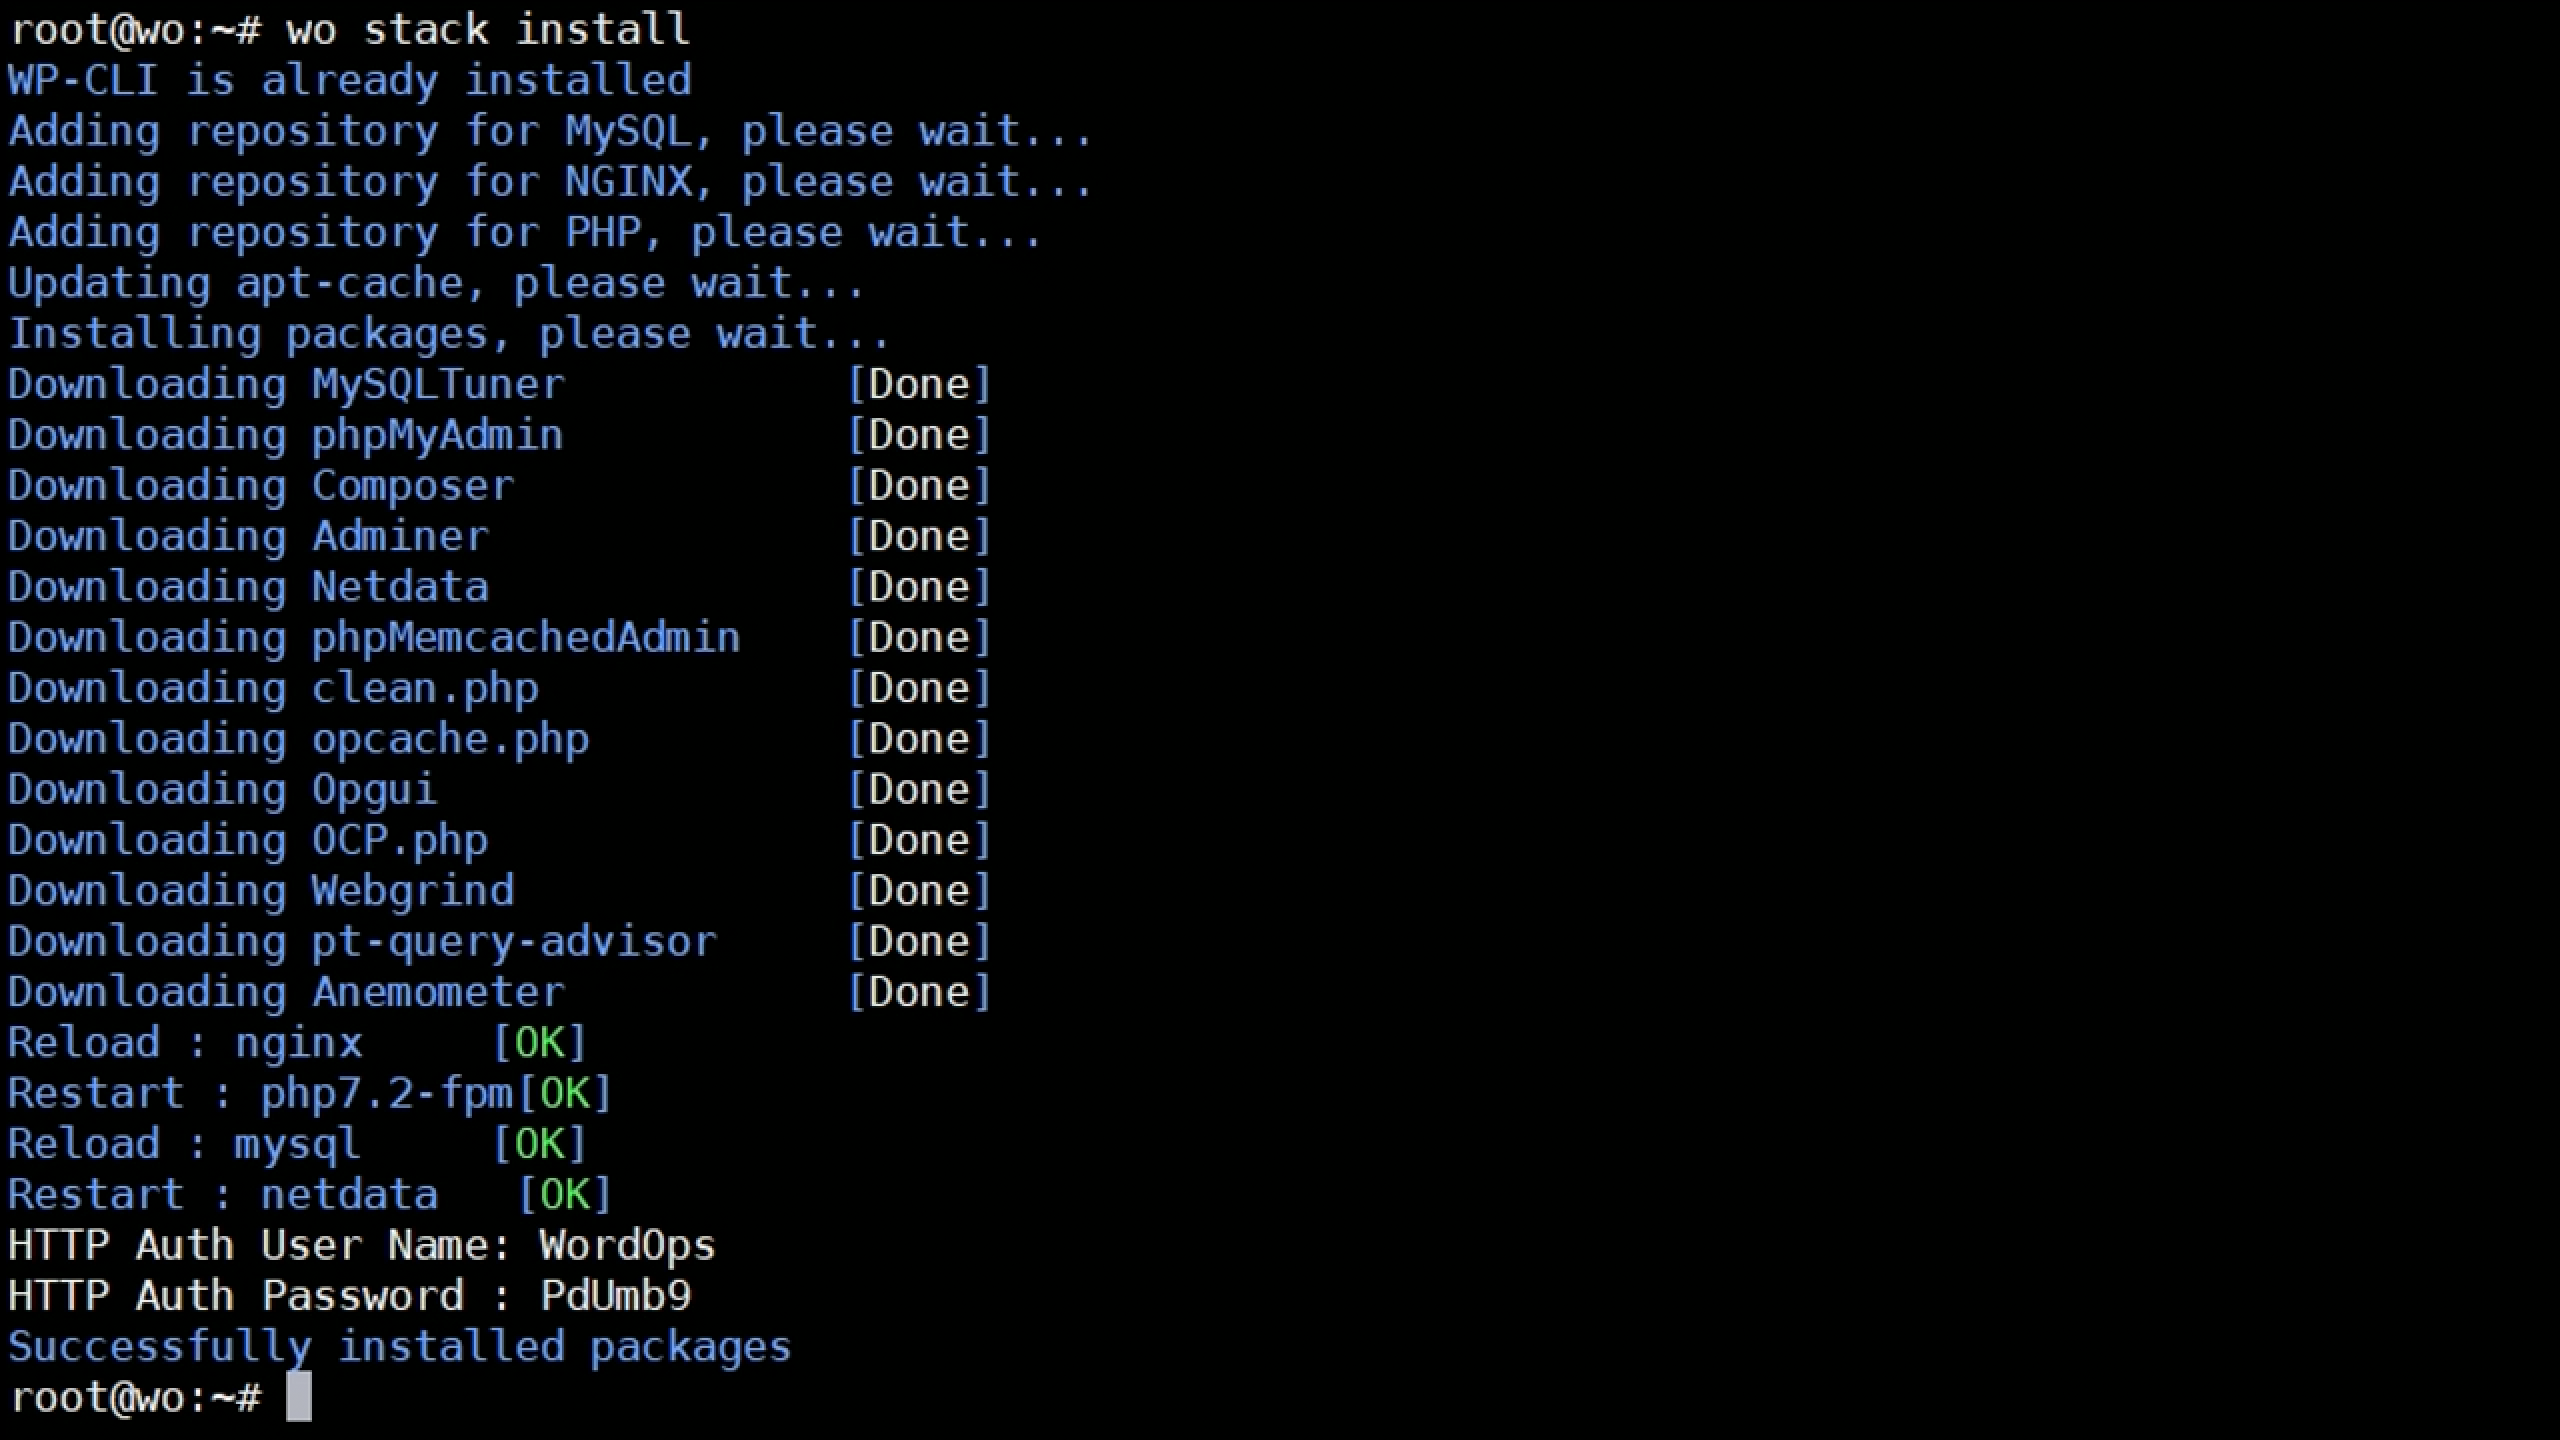 root@wo:~# wo stack install
WP-CLI is already installed
Adding repository for MySQL, please wait...
Adding repository for NGINX, please wait...
Adding repository for PHP, please wait...
Updating apt-cache, please wait...
Installing packages, please wait...
Downloading MySQLTuner [Done]
Downloading phpMyAdmin [Done]
Downloading Composer [Done]
Downloading Adminer [Done]
Downloading Netdata [Done]
Downloading phpMemcachedAdmin [Done]
Downloading clean.php [Done]
Downloading opcache.php [Done]
Downloading Opgui [Done]
Downloading OCP.php [Done]
Downloading Webgrind [Done]
Downloading pt-query-advisor [Done]
Downloading Anemometer [Done]
Reload : nginx [OK]
Restart : php7.2-fpm[OK]
Reload : mysql [OK]
Restart : netdata [OK]
HTTP Auth User Name: WordOps
HTTP Auth Password : PdUmb9
Successfully installed packages
root@wo:~#